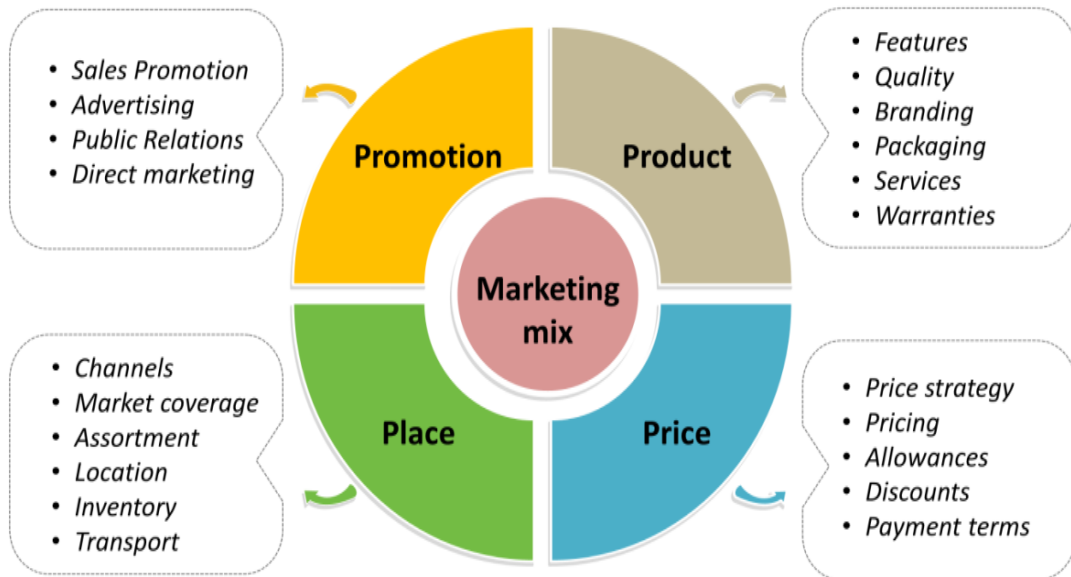 • Sales Promotion
• Advertising
• Public Relations
• Direct marketing
Promotion
Product
• Features
• Quality
• Branding
• Packaging
• Services
• Warranties
Marketing
mix
• Channels
• Market coverage
• Assortment
• Location
• Inventory
• Transport
Place
Price
• Price strategy
• Pricing
• Allowances
• Discounts
• Payment terms